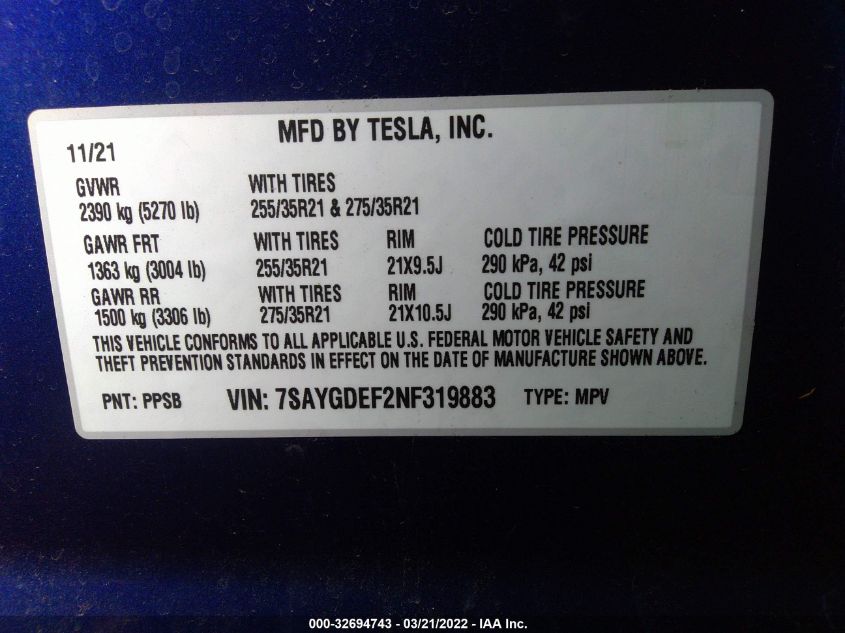 MFD BY TESLA, INC.
11/21
GVWR WITH TIRES
2390 kg (5270 lb) 255/35R21 & 275/35R21
GAWR FRT WITH TIRES RIM COLD TIRE PRESSURE
1363 kg (3004 lb) 255/35R21 21X9.5J 290 kPa, 42 psi
GAWR RR WITH TIRES RIM COLD TIRE PRESSURE
1500 kg (3306 lb) 275/35R21 21X10.5J 290 kPa, 42 psi
THIS VEHICLE CONFORMS TO ALL APPLICABLE U.S. FEDERAL MOTOR VEHICLE SAFETY AND
THEFT PREVENTION STANDARDS IN EFFECT ON THE DATE OF MANUFACTURE SHOWN ABOVE.
PNT: PPSB VIN: 7SAYGDEF2NF319883 TYPE: MPV
000-32694743 - 03/21/2022 - IAA Inc.